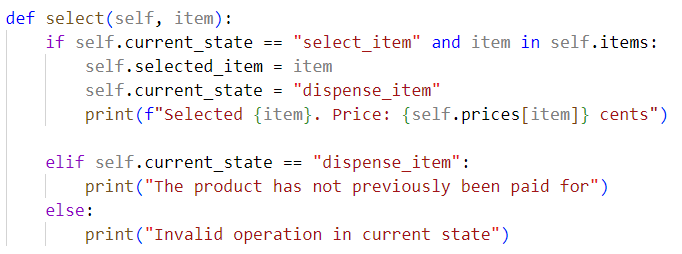 def select(self, item):
    if self.current_state == "select_item" and item in self.items:
        self.selected_item = item
        self.current_state = "dispense_item"
        print(f"Selected {item}. Price: {self.prices[item]} cents")

    elif self.current_state == "dispense_item":
        print("The product has not previously been paid for")
    else:
        print("Invalid operation in current state")